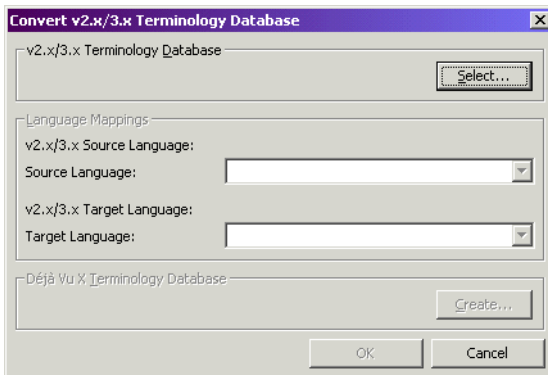 Convert v2.x/3.x Terminology Database
v2.x/3.x Terminology Database
Select...
Language Mappings
v2.x/3.x Source Language:
Source Language:
v2.x/3.x Target Language:
Target Language:
Déjà Vu X Terminology Database
Create...
OK Cancel